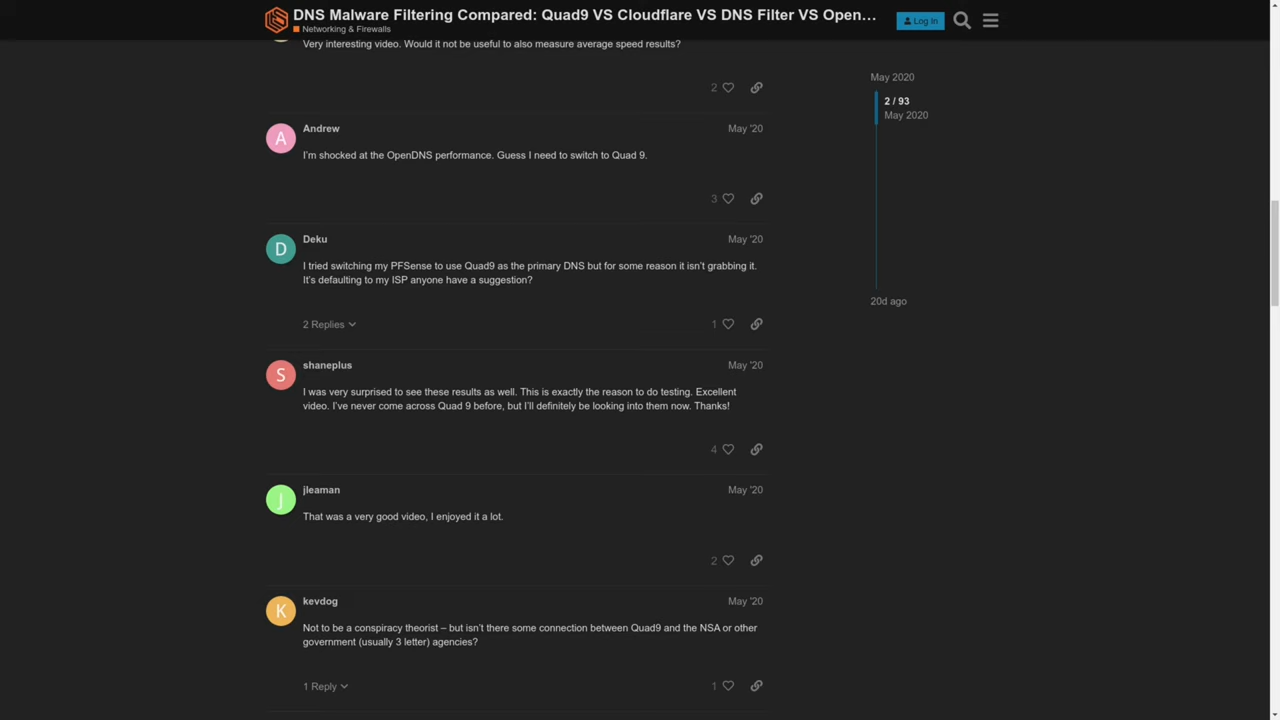 DNS Malware Filtering Compared: Quad9 VS Cloudflare VS DNS Filter VS Open…
Networking & Firewalls
Log In
Very interesting video. Would it not be useful to also measure average speed results?
2
May 2020
2 / 93
May 2020
20d ago
A
Andrew
May '20
I'm shocked at the OpenDNS performance. Guess I need to switch to Quad 9.
3
D
Deku
May '20
I tried switching my PFSense to use Quad9 as the primary DNS but for some reason it isn't grabbing it.
It's defaulting to my ISP anyone have a suggestion?
2 Replies
1
S
shaneplus
May '20
I was very surprised to see these results as well. This is exactly the reason to do testing. Excellent
video. I've never come across Quad 9 before, but I'll definitely be looking into them now. Thanks!
4
J
jleaman
May '20
That was a very good video, I enjoyed it a lot.
2
K
kevdog
May '20
Not to be a conspiracy theorist – but isn't there some connection between Quad9 and the NSA or other
government (usually 3 letter) agencies?
1 Reply
1